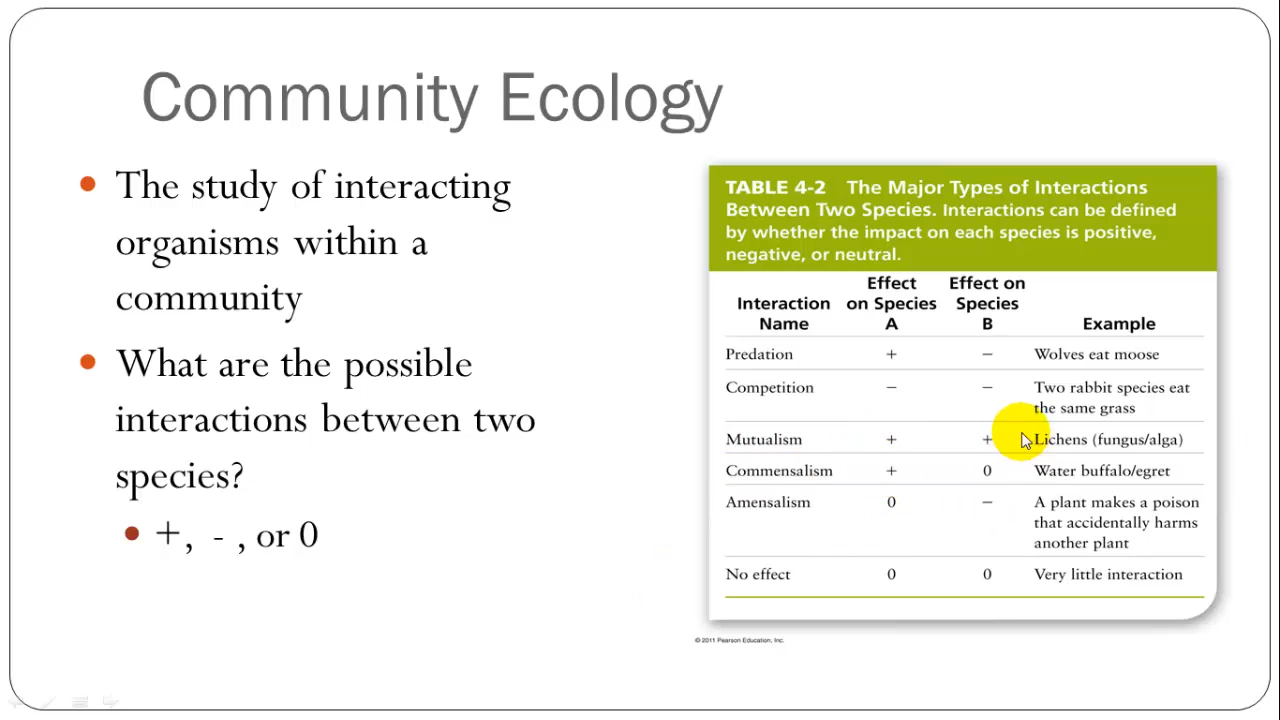 Community Ecology
• The study of interacting
organisms within a
community
• What are the possible
interactions between two
species?
• +, - , or 0
TABLE 4-2 The Major Types of Interactions
Between Two Species. Interactions can be defined
by whether the impact on each species is positive,
negative, or neutral.
Effect Effect on
Interaction on Species Species
Name A B Example
Predation + − Wolves eat moose
Competition − − Two rabbit species eat
the same grass
Mutualism + + Lichens (fungus/alga)
Commensalism + 0 Water buffalo/egret
Amensalism 0 − A plant makes a poison
that accidentally harms
another plant
No effect 0 0 Very little interaction
© 2011 Pearson Education, Inc.